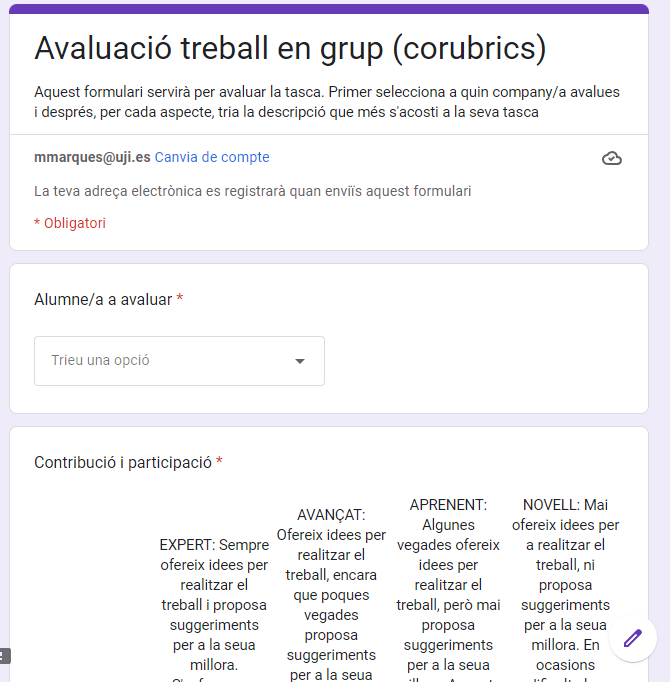 Avaluació treball en grup (corubrics)
Aquest formulari servirà per avaluar la tasca. Primer selecciona a quin company/a avalues
i després, per cada aspecte, tria la descripció que més s'acosti a la seva tasca
mmarques@uji.es Canvia de compte
La teva adreça electrònica es registrarà quan enviïs aquest formulari
* Obligatori
Alumne/a a avaluar *
Trieu una opció
Contribució i participació *
EXPERT: Sempre
ofereix idees per
realitzar el
treball i proposa
suggeriments
per a la seua
millora.
AVANÇAT:
Ofereix idees per
realitzar el
treball, encara
que poques
vegades
proposa
suggeriments
per a la seua
APRENENT:
Algunes
vegades ofereix
idees per
realitzar el
treball, però mai
proposa
suggeriments
per a la seua
NOVELL: Mai
ofereix idees per
a realitzar el
treball, ni
proposa
suggeriments
per a la seua
millora. En
ocasions